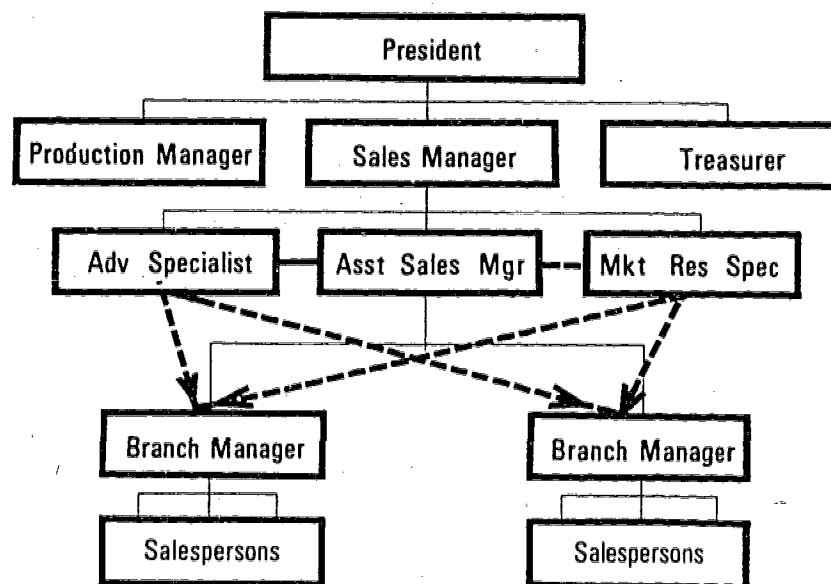 President
Production Manager
Sales Manager
Treasurer
Adv Specialist
Asst Sales Mgr
Mkt Res Spec
Branch Manager
Branch Manager
Salespersons
Salespersons